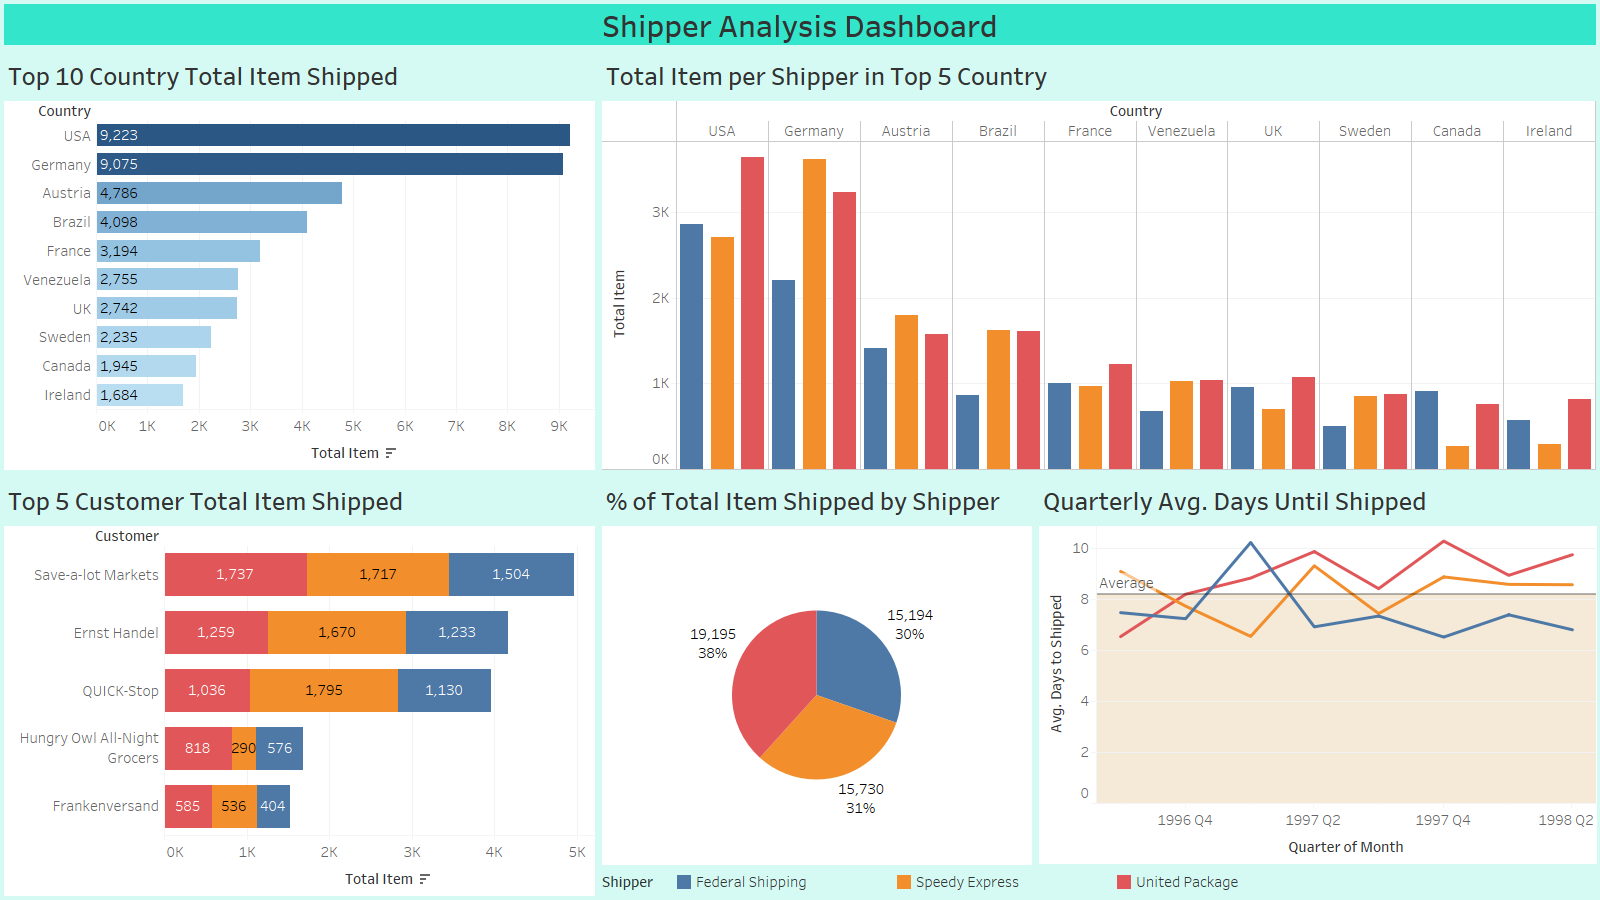 Shipper Analysis Dashboard
Top 10 Country Total Item Shipped
Country
USA 9,223
Germany 9,075
Austria 4,786
Brazil 4,098
France 3,194
Venezuela 2,755
UK 2,742
Sweden 2,235
Canada 1,945
Ireland 1,684
0K 1K 2K 3K 4K 5K 6K 7K 8K 9K
Total Item
Total Item per Shipper in Top 5 Country
Country
USA Germany Austria Brazil France Venezuela UK Sweden Canada Ireland
3K
2K
1K
0K
Total Item
Top 5 Customer Total Item Shipped
Customer
Save-a-lot Markets 1,737 1,717 1,504
Ernst Handel 1,259 1,670 1,233
QUICK-Stop 1,036 1,795 1,130
Hungry Owl All-Night
Grocers 818 290 576
Frankenversand 585 536 404
0K 1K 2K 3K 4K 5K
Total Item
% of Total Item Shipped by Shipper
15,194
30%
19,195
38%
15,730
31%
Quarterly Avg. Days Until Shipped
10
8
6
4
2
0
Avg. Days to Shipped
Average
1996 Q4 1997 Q2 1997 Q4 1998 Q2
Quarter of Month
Shipper Federal Shipping Speedy Express United Package